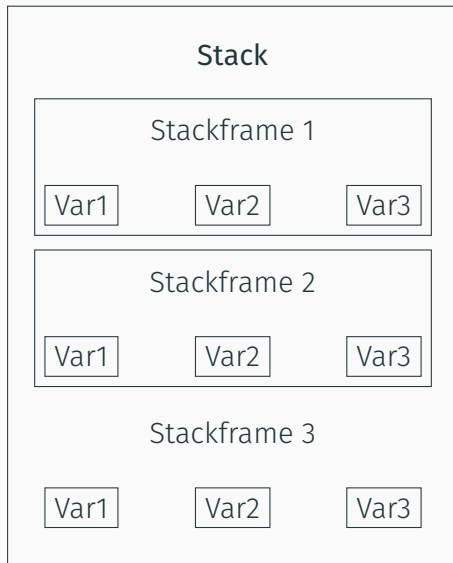 Stack
Stackframe 1
Var1 Var2 Var3
Stackframe 2
Var1 Var2 Var3
Stackframe 3
Var1 Var2 Var3